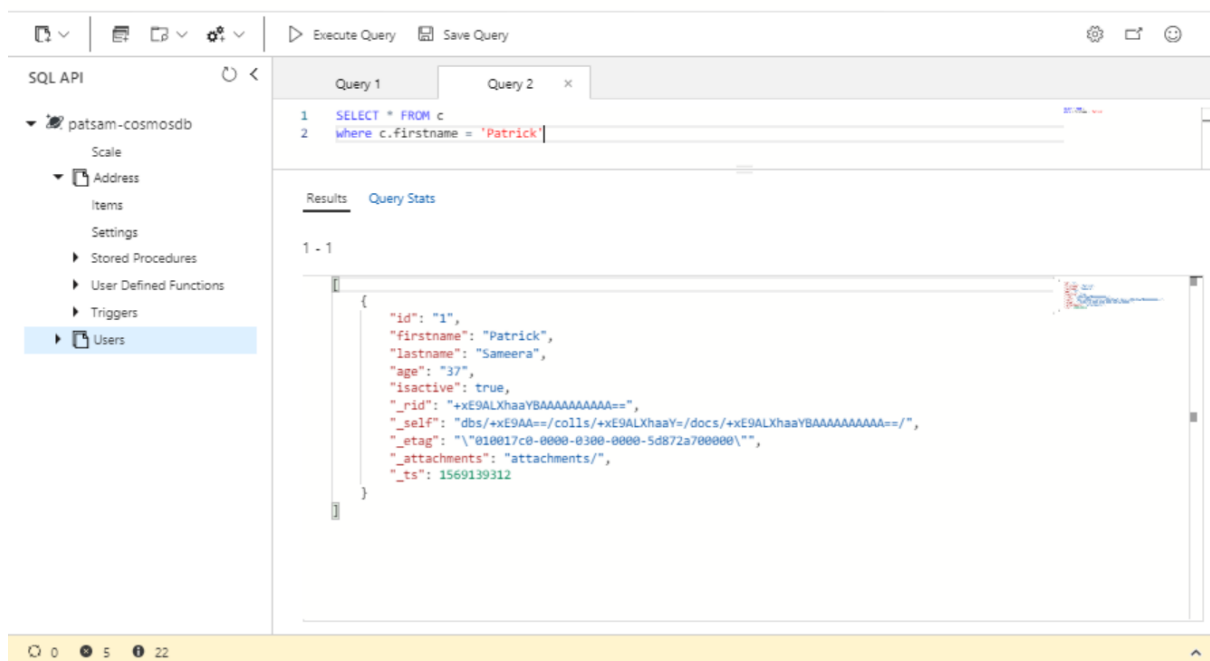 Execute Query Save Query
SQL API
patsam-cosmosdb
Scale
Address
Items
Settings
Stored Procedures
User Defined Functions
Triggers
Users
Query 1 Query 2 ×
1 SELECT * FROM c
2 where c.firstname = 'Patrick'
Results Query Stats
1 - 1
[
{
"id": "1",
"firstname": "Patrick",
"lastname": "Sameera",
"age": "37",
"isactive": true,
"_rid": "+xE9ALXhaaYBAAAAAAAAAA==",
"_self": "dbs/+xE9AA==/colls/+xE9ALXhaaY=/docs/+xE9ALXhaaYBAAAAAAAAAA==/",
"_etag": "\"010017c0-0000-0300-0000-5d872a700000\"",
"_attachments": "attachments/",
"_ts": 1569139312
}
]
0 5 22